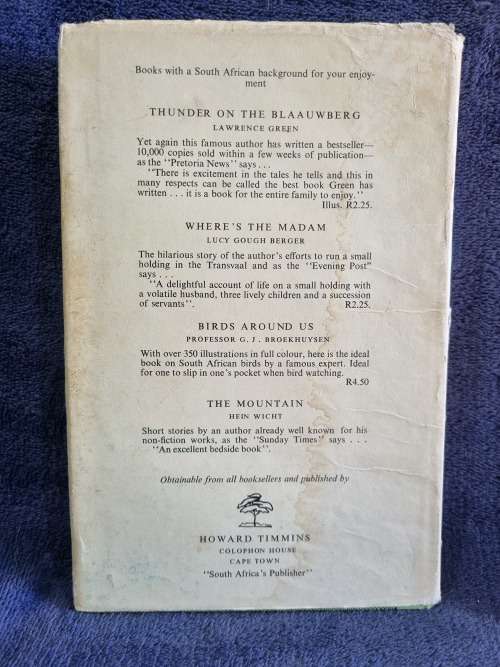 Books with a South African background for your enjoy-
ment
THUNDER ON THE BLAAUWBERG
LAWRENCE GREEN
Yet again this famous author has written a bestseller—
10,000 copies sold within a few weeks of publication—
as the "Pretoria News" says . . .
"There is excitement in the tales he tells and this in
many respects can be called the best book Green has
written . . . it is a book for the entire family to enjoy."
Illus. R2.25.
WHERE'S THE MADAM
LUCY GOUGH BERGER
The hilarious story of the author's efforts to run a small
holding in the Transvaal and as the "Evening Post"
says . . .
"A delightful account of life on a small holding with
a volatile husband, three lively children and a succession
of servants". R2.25.
BIRDS AROUND US
PROFESSOR G. J. BROEKHUYSEN
With over 350 illustrations in full colour, here is the ideal
book on South African birds by a famous expert. Ideal
for one to slip in one's pocket when bird watching.
R4.50
THE MOUNTAIN
HEIN WICHT
Short stories by an author already well known for his
non-fiction works, as the "Sunday Times" says . . .
"An excellent bedside book".
Obtainable from all booksellers and published by
HOWARD TIMMINS
COLOPHON HOUSE
CAPE TOWN
"South Africa's Publisher"